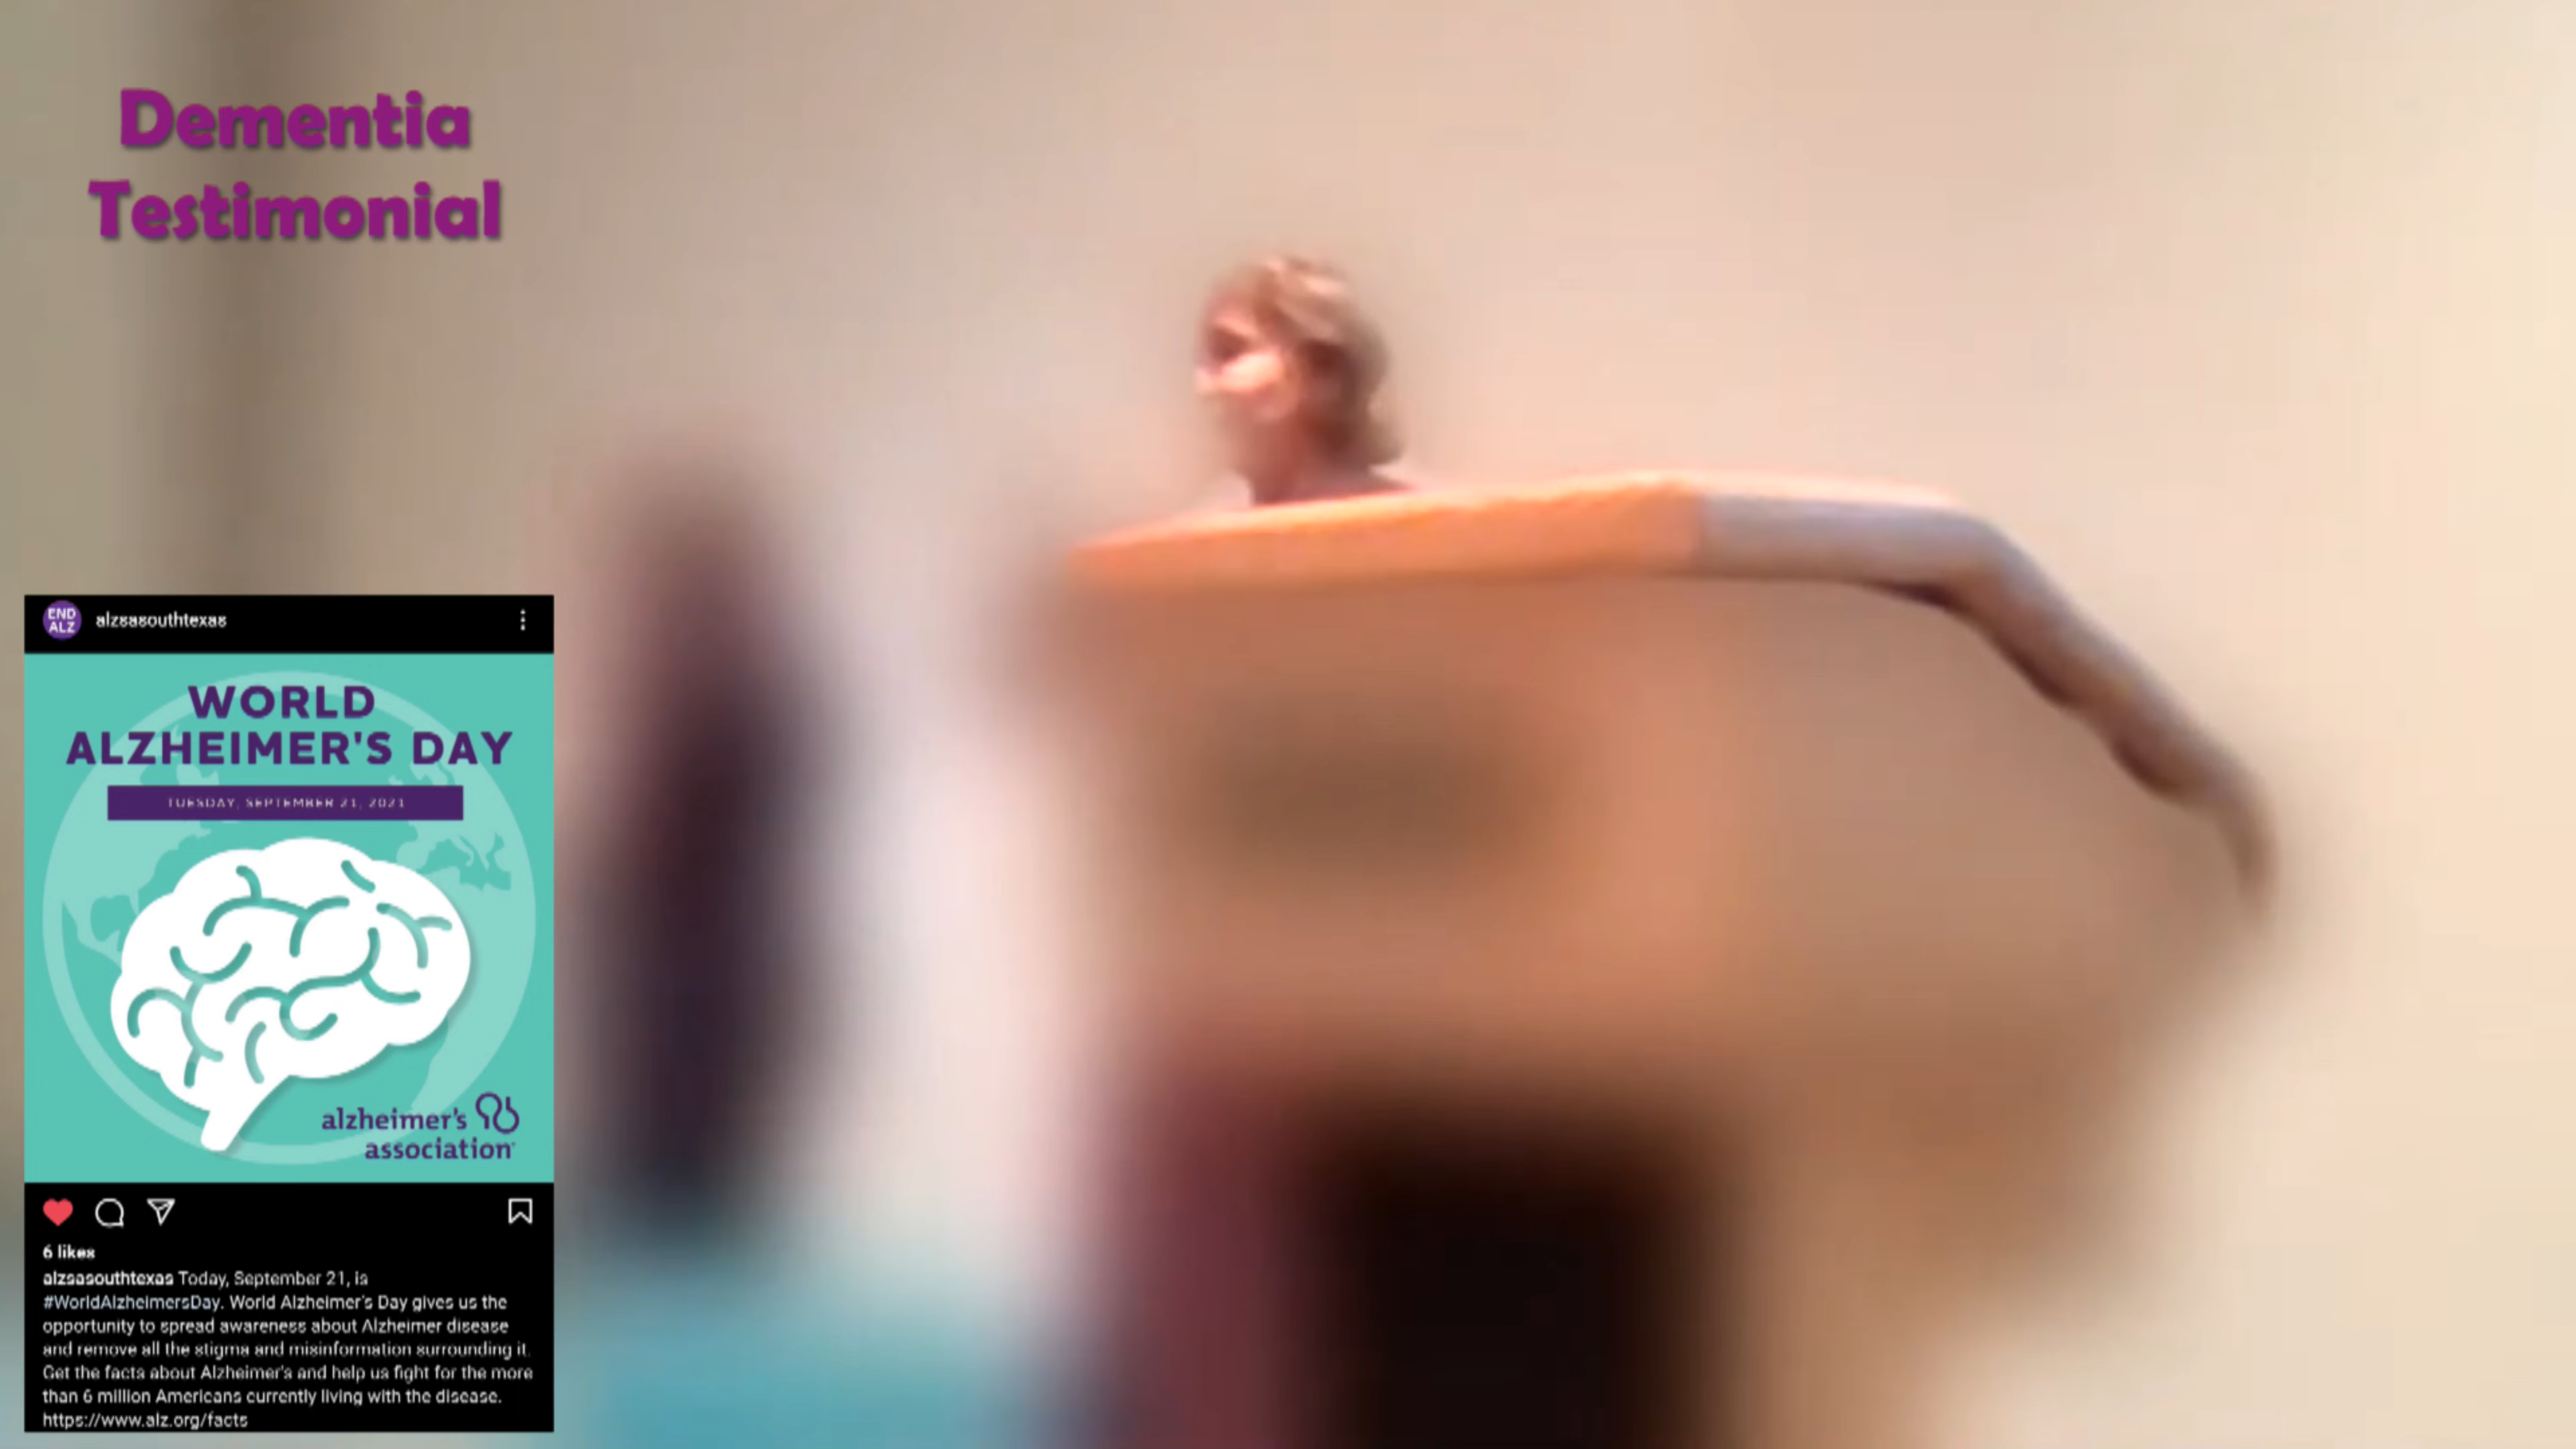 Dementia
Testimonial
END
ALZ
alzsasouthtexas
WORLD
ALZHEIMER'S DAY
TUESDAY, SEPTEMBER 21, 2021
alzheimer's
association
6 likes
alzsasouthtexas Today, September 21, is
#WorldAlzheimersDay. World Alzheimer's Day gives us the
opportunity to spread awareness about Alzheimer disease
and remove all the stigma and misinformation surrounding it.
Get the facts about Alzheimer's and help us fight for the more
than 6 million Americans currently living with the disease.
https://www.alz.org/facts